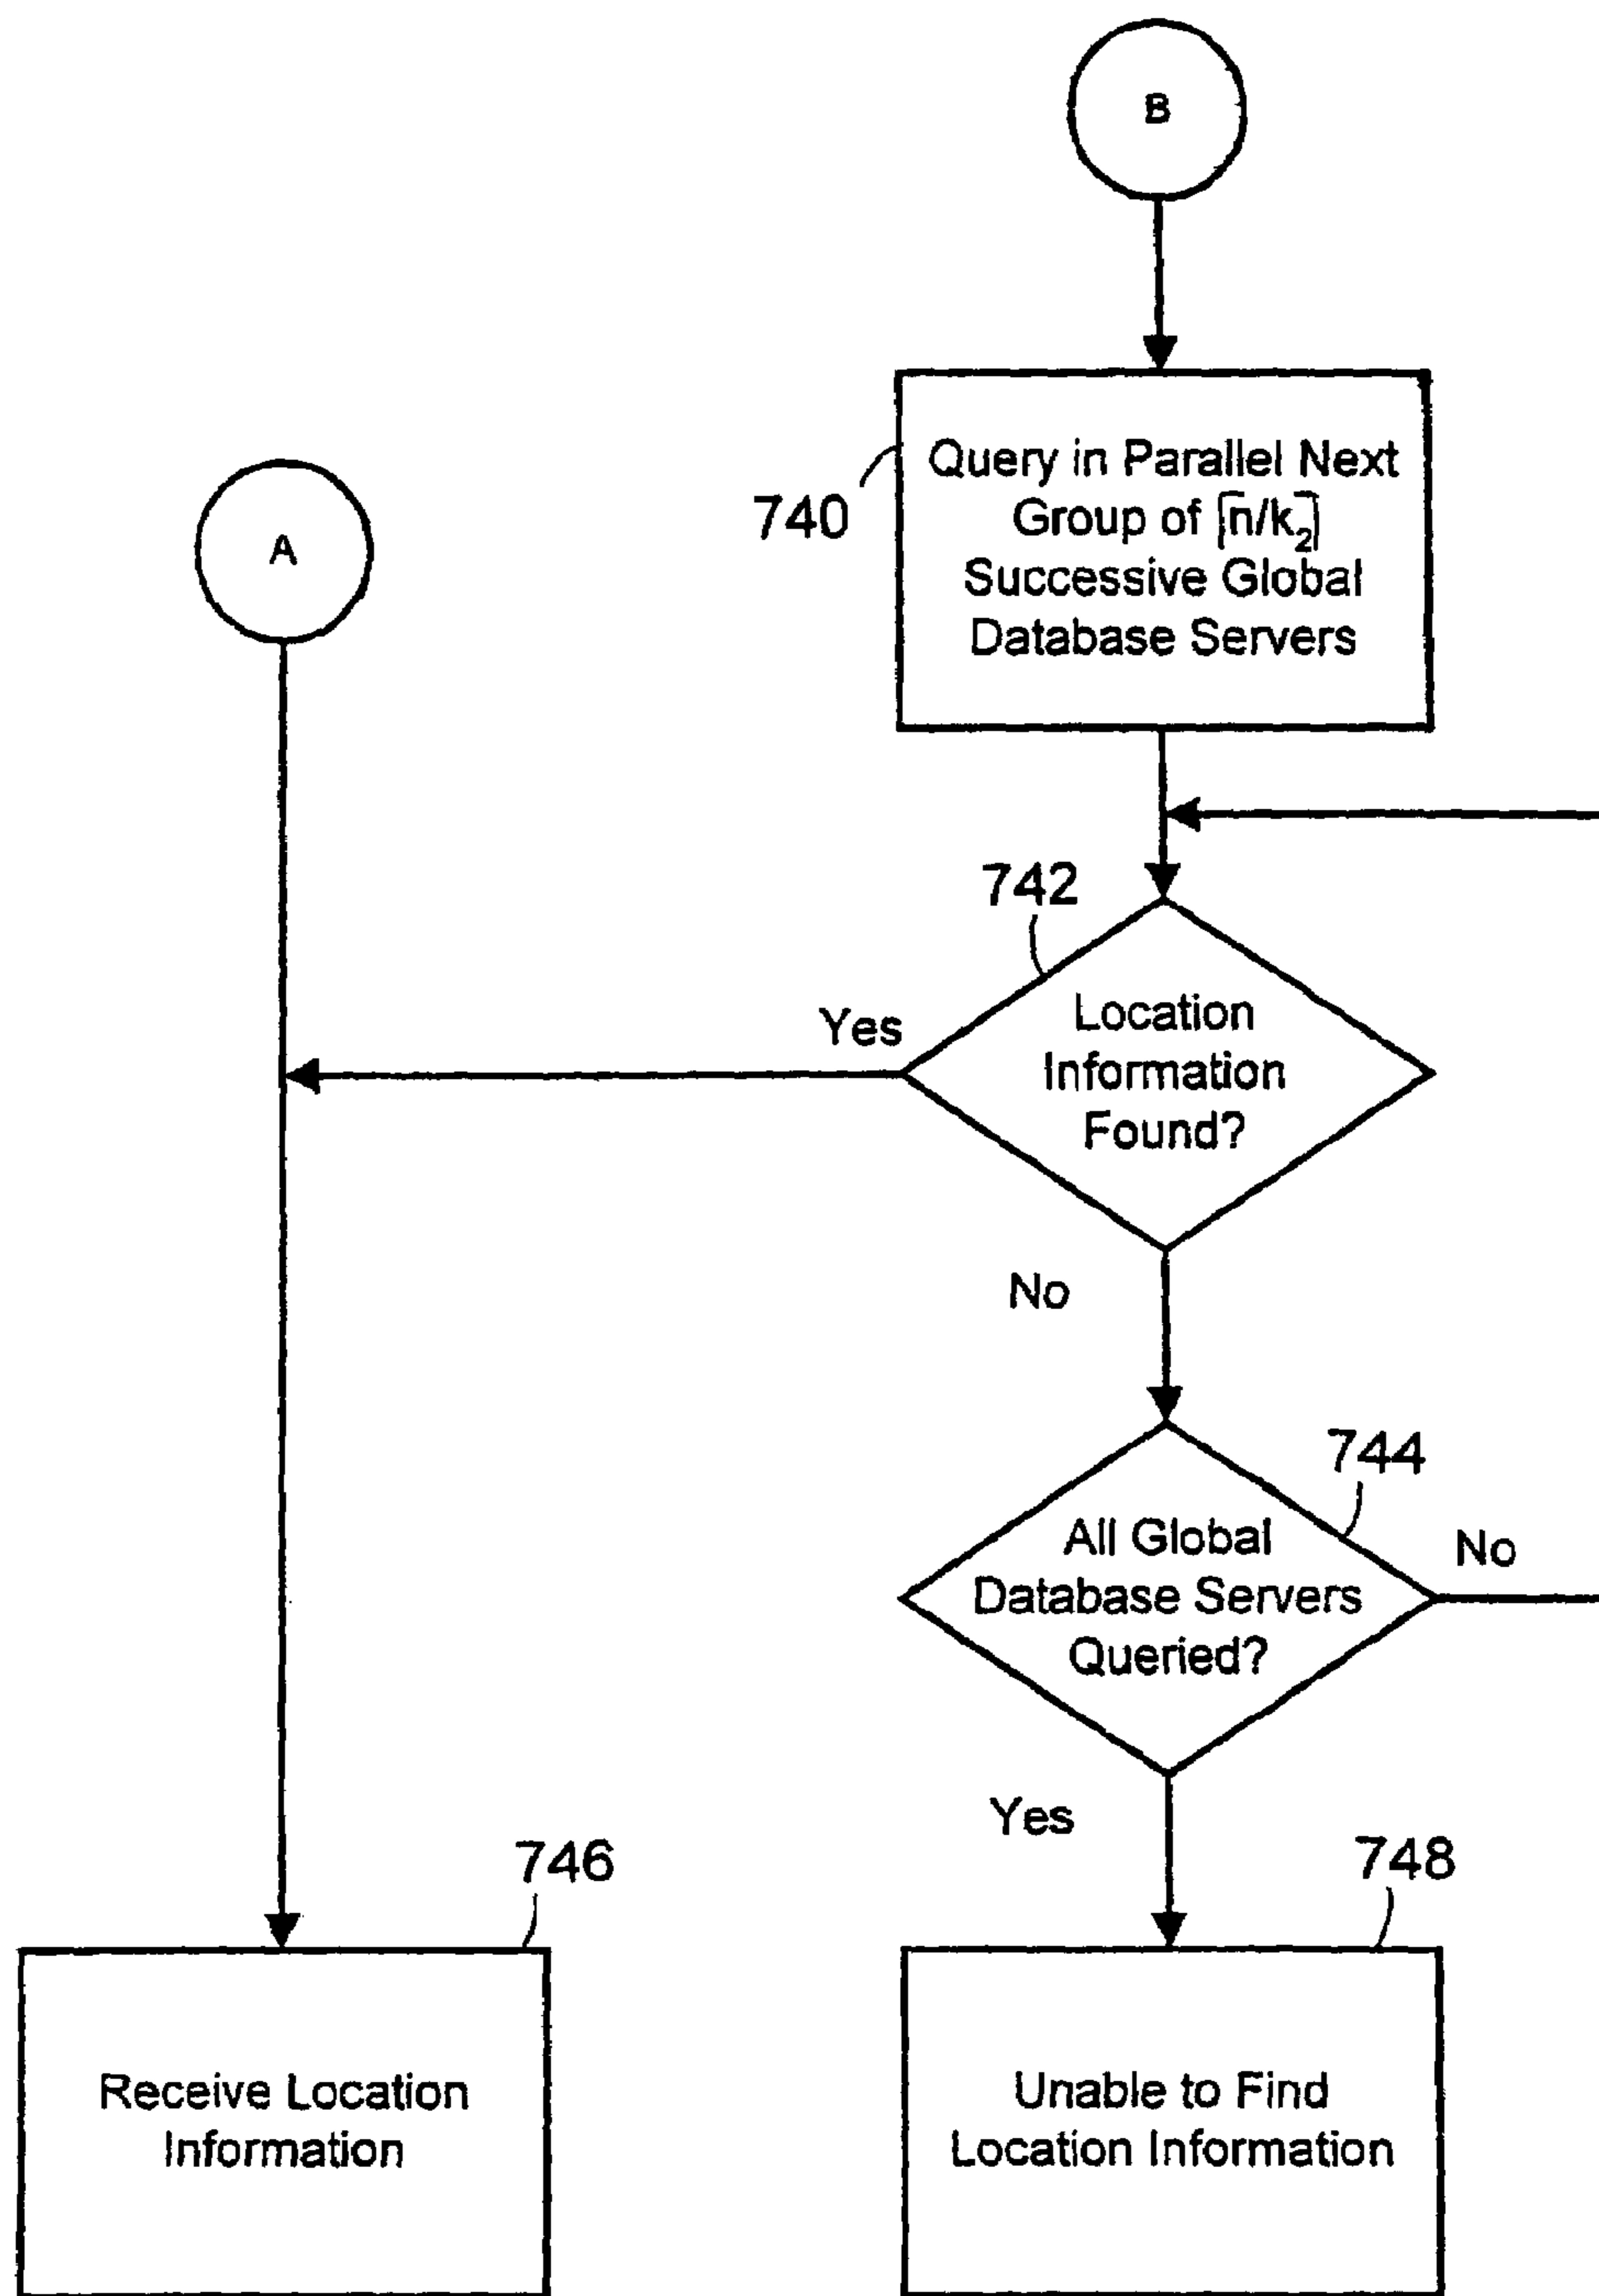 B
A
740
Query in Parallel Next
Group of ⌈n/k₂⌉
Successive Global
Database Servers
742
Location
Information
Found?
Yes
No
744
All Global
Database Servers
Queried?
No
Yes
746
Receive Location
Information
748
Unable to Find
Location Information